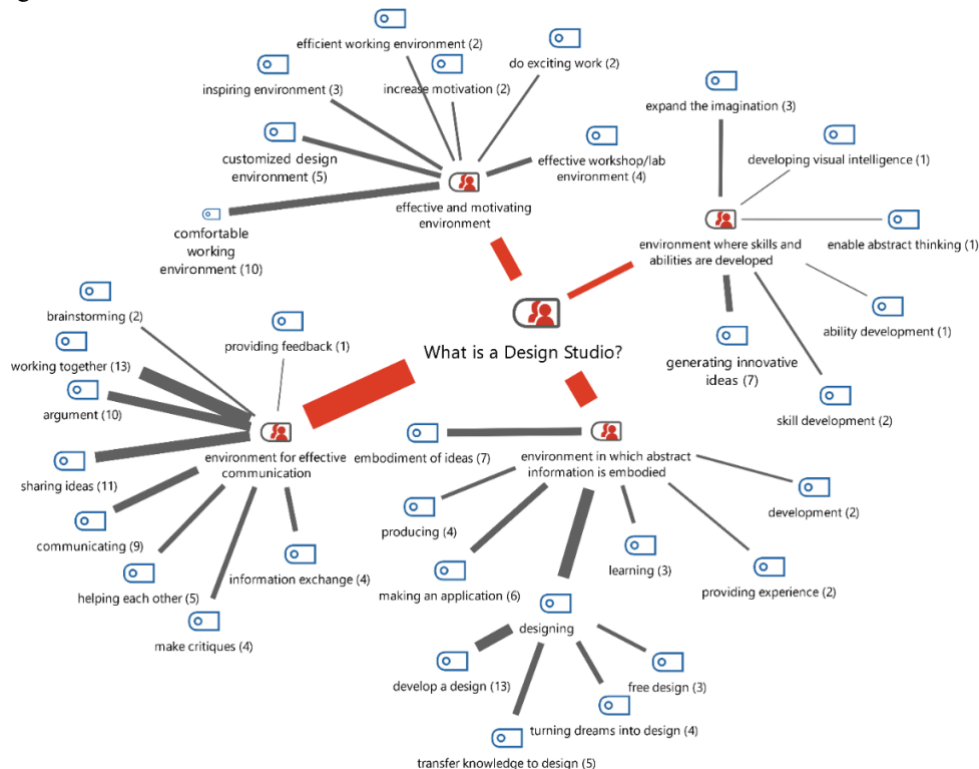 efficient working environment (2)
do exciting work (2)
inspiring environment (3)
increase motivation (2)
customized design
environment (5)
effective workshop/lab
environment (4)
effective and motivating
environment
comfortable
working
environment (10)
expand the imagination (3)
developing visual intelligence (1)
environment where skills and
abilities are developed
enable abstract thinking (1)
ability development (1)
generating innovative
ideas (7)
skill development (2)
What is a Design Studio?
brainstorming (2)
providing feedback (1)
working together (13)
argument (10)
environment for effective
communication
sharing ideas (11)
communicating (9)
information exchange (4)
helping each other (5)
make critiques (4)
embodiment of ideas (7)
environment in which abstract
information is embodied
development (2)
producing (4)
learning (3)
providing experience (2)
making an application (6)
designing
develop a design (13)
free design (3)
turning dreams into design (4)
transfer knowledge to design (5)